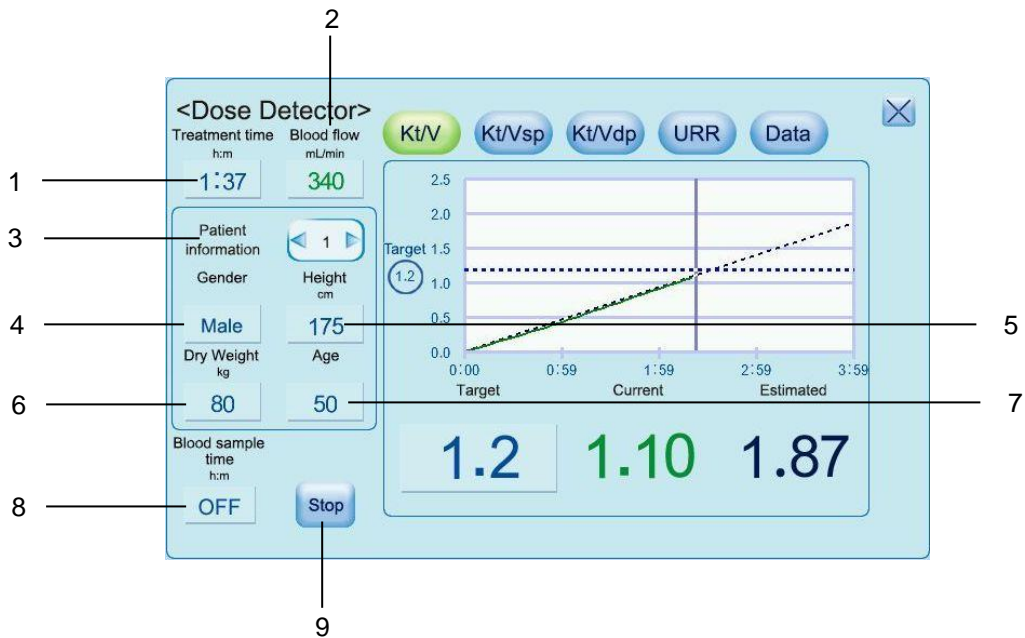 2
<Dose Detector>
Treatment time
h:m
Blood flow
mL/min
Kt/V
Kt/Vsp
Kt/Vdp
URR
Data
1
1:37
340
3
Patient
information
1
4
Gender
Male
Height
cm
175
5
6
Dry Weight
kg
80
Age
50
7
8
Blood sample
time
h:m
OFF
Stop
9
Target
1.2
2.5
2.0
1.5
1.0
0.5
0.0
0:00
0:59
1:59
2:59
3:59
Target
Current
Estimated
1.2
1.10
1.87